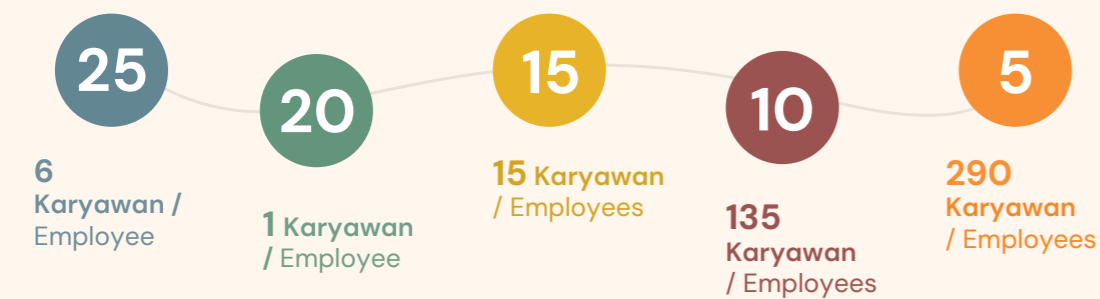 25
6
Karyawan /
Employee
20
1 Karyawan
/ Employee
15
15 Karyawan
/ Employees
10
135
Karyawan
/ Employees
5
290
Karyawan
/ Employees